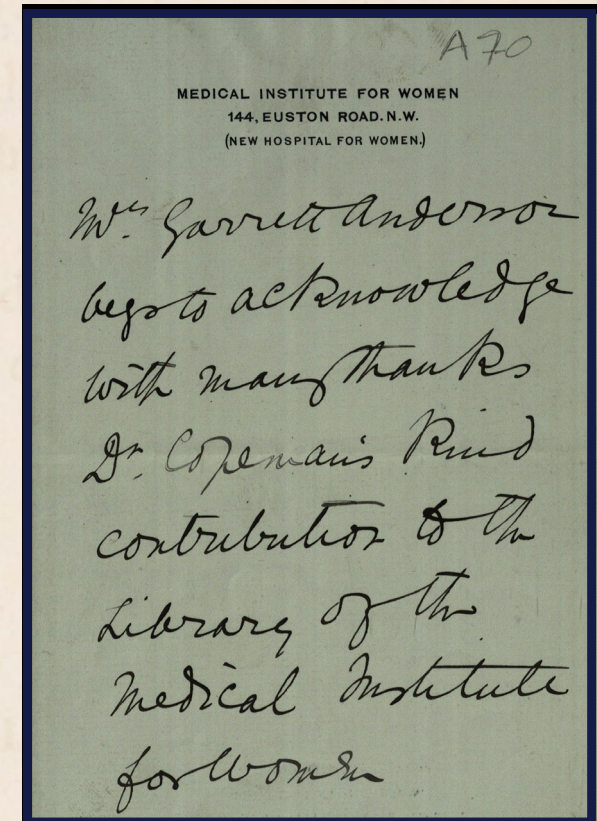 A70
MEDICAL INSTITUTE FOR WOMEN
144, EUSTON ROAD. N.W.
(NEW HOSPITAL FOR WOMEN.)
Mrs. Garrett Anderson
begs to acknowledge
with many thanks
Dr. Copeman's kind
contribution to the
Library of the
Medical Institute
for Women